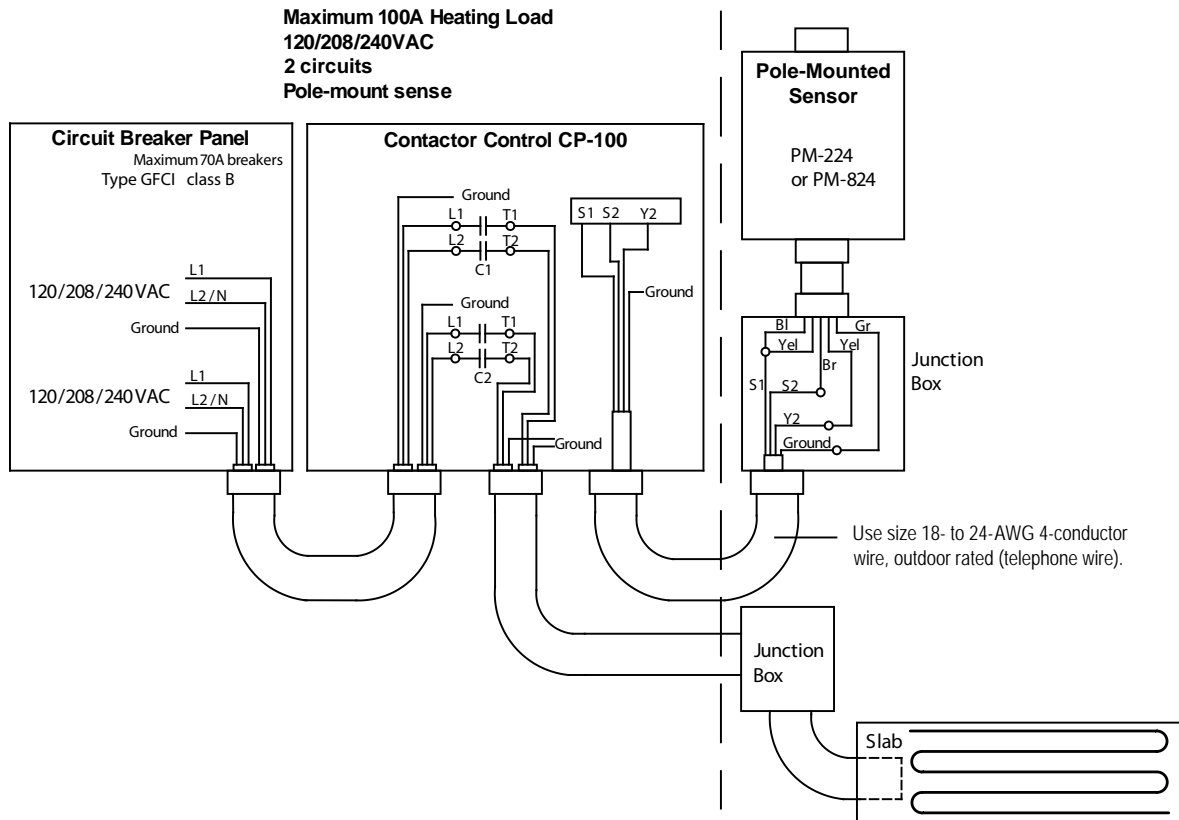 Maximum 100A Heating Load
120/208/240VAC
2 circuits
Pole-mount sense
Circuit Breaker Panel
Maximum 70A breakers
Type GFCI class B
L1
120/208/240VAC
L2/N
Ground
L1
120/208/240VAC
L2/N
Ground
Contactor Control CP-100
Ground
L1 T1
L2 T2
C1
Ground
L1 T1
L2 T2
C2
Ground
S1 S2 Y2
Ground
Pole-Mounted
Sensor
PM-224
or PM-824
Bl Gr
Yel Yel
Br
S1 S2
Y2
Ground
Junction
Box
Use size 18- to 24-AWG 4-conductor
wire, outdoor rated (telephone wire).
Junction
Box
Slab